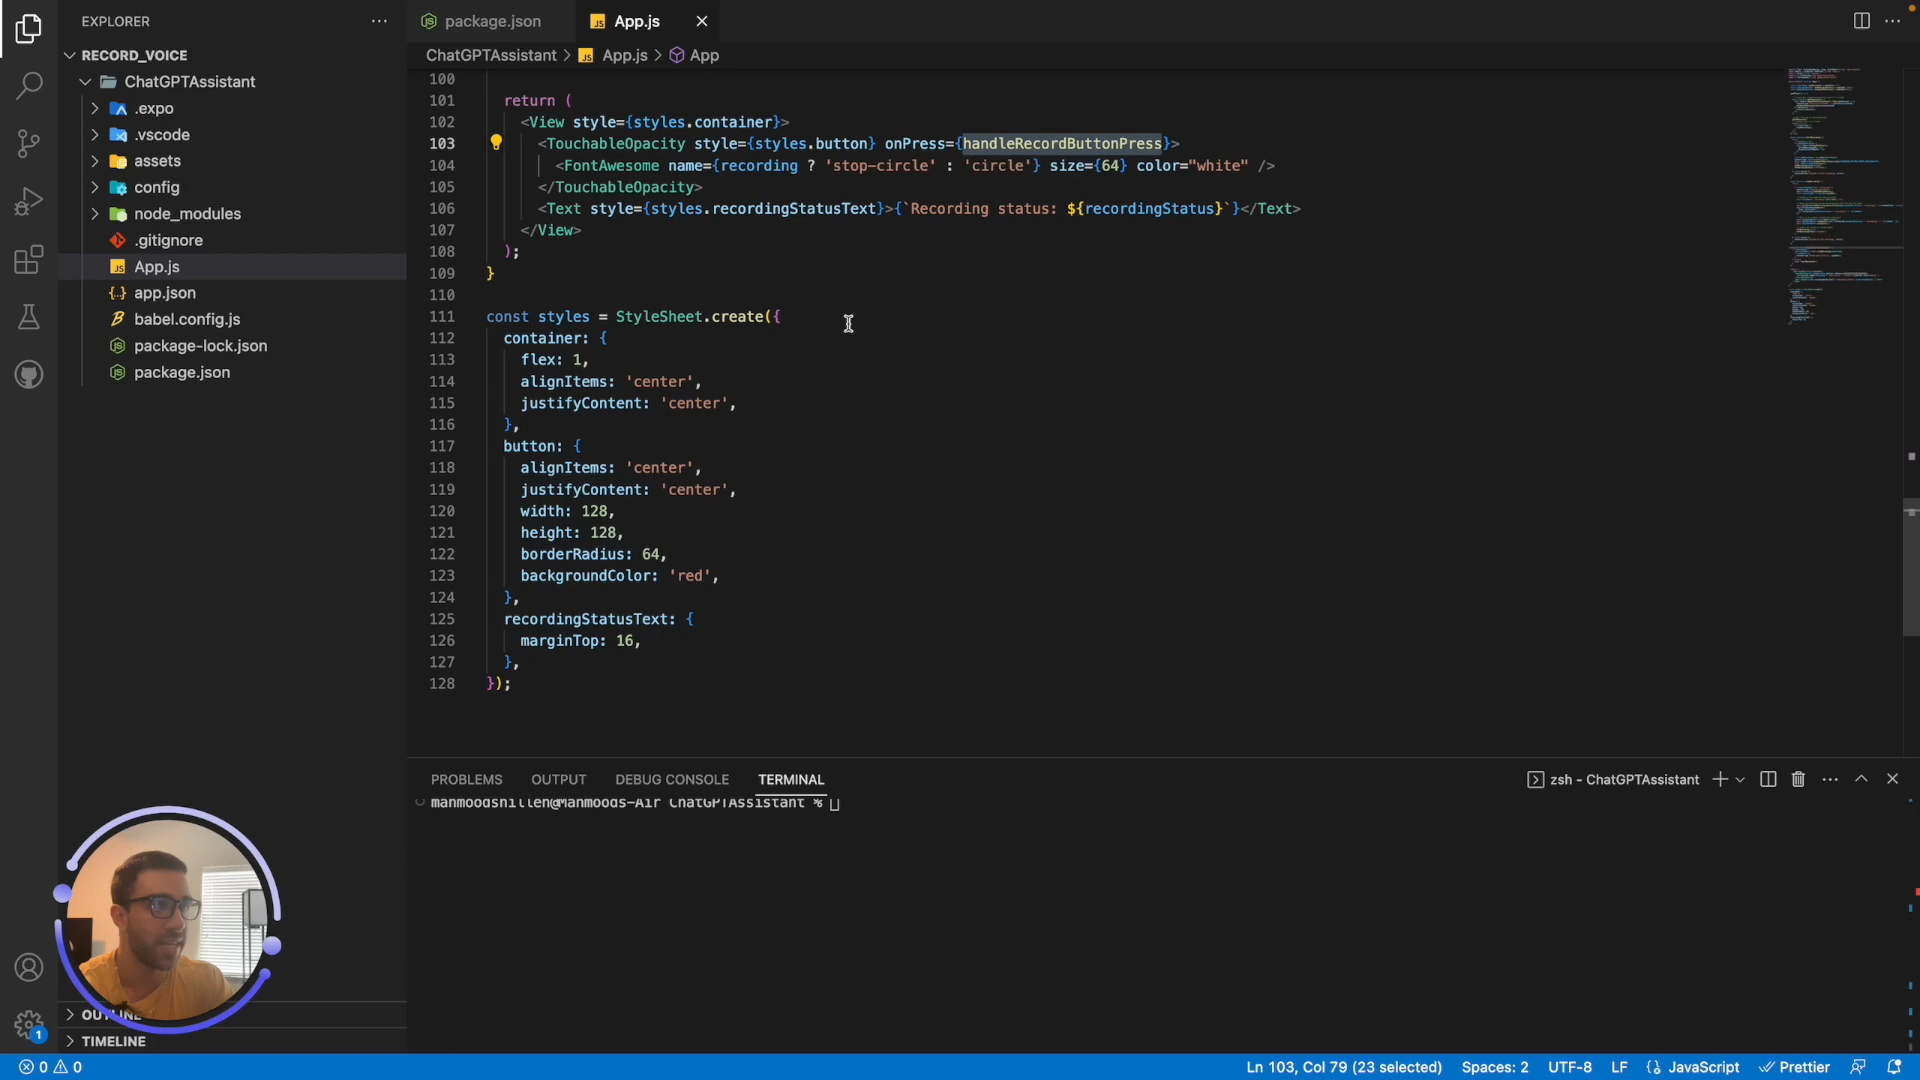 EXPLORER
RECORD_VOICE
ChatGPTAssistant
.expo
.vscode
assets
config
node_modules
.gitignore
App.js
app.json
babel.config.js
package-lock.json
package.json
TIMELINE
1
package.json
App.js
ChatGPTAssistant > App.js > App
100
101 return (
102 <View style={styles.container}>
103 <TouchableOpacity style={styles.button} onPress={handleRecordButtonPress}>
104 <FontAwesome name={recording ? 'stop-circle' : 'circle'} size={64} color="white" />
105 </TouchableOpacity>
106 <Text style={styles.recordingStatusText}>{`Recording status: ${recordingStatus}`}</Text>
107 </View>
108 );
109 }
110
111 const styles = StyleSheet.create({
112 container: {
113 flex: 1,
114 alignItems: 'center',
115 justifyContent: 'center',
116 },
117 button: {
118 alignItems: 'center',
119 justifyContent: 'center',
120 width: 128,
121 height: 128,
122 borderRadius: 64,
123 backgroundColor: 'red',
124 },
125 recordingStatusText: {
126 marginTop: 16,
127 },
128 });
PROBLEMS OUTPUT DEBUG CONSOLE TERMINAL
zsh - ChatGPTAssistant
ChatGPTAssistant %
0 0
Ln 103, Col 79 (23 selected) Spaces: 2 UTF-8 LF JavaScript Prettier